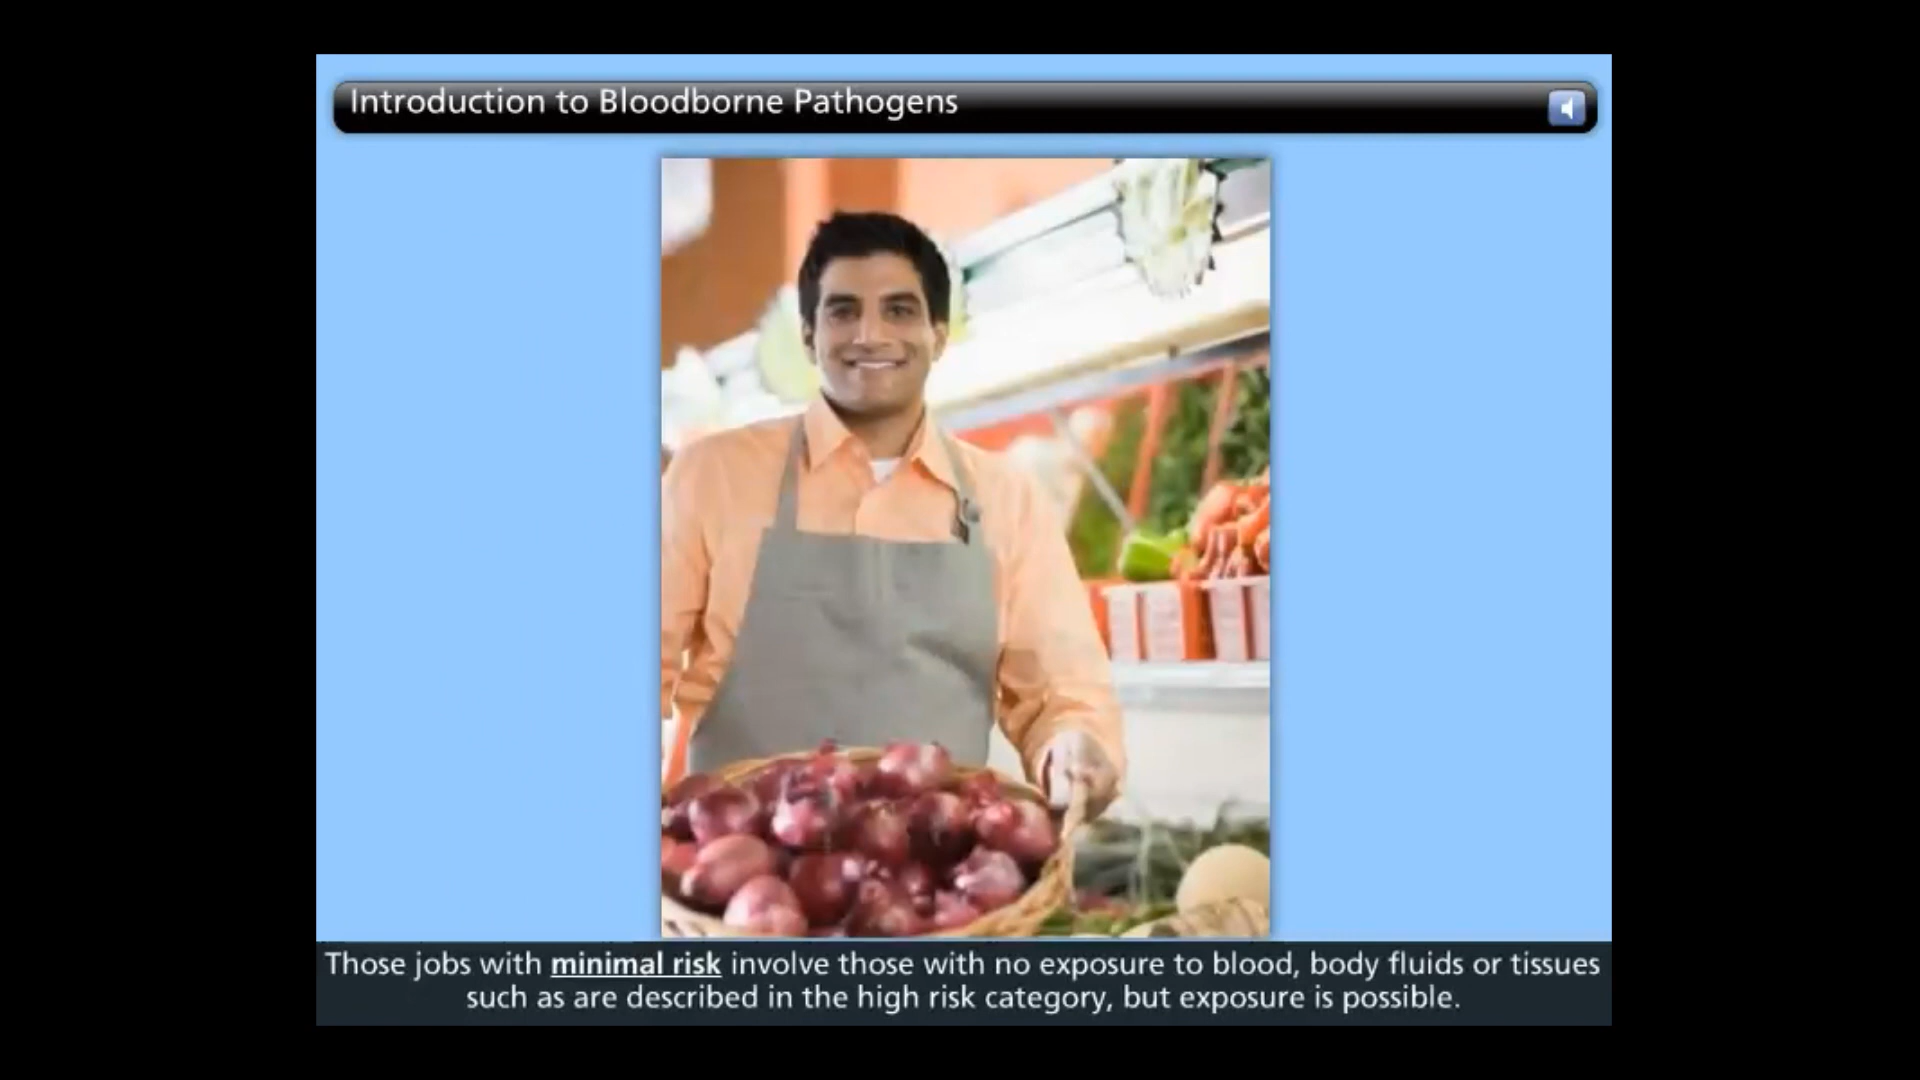 Introduction to Bloodborne Pathogens
Those jobs with minimal risk involve those with no exposure to blood, body fluids or tissues
such as are described in the high risk category, but exposure is possible.